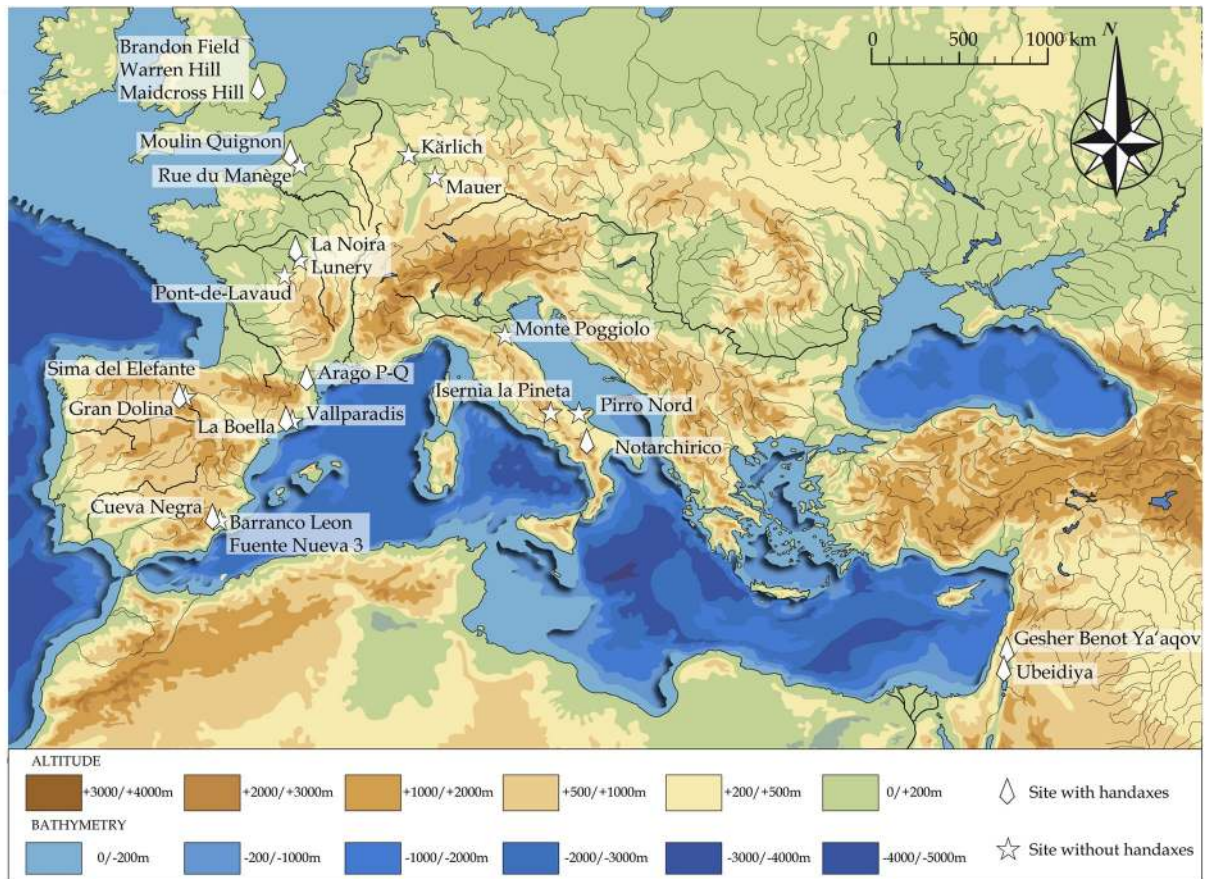 Brandon Field
Warren Hill
Maidcross Hill
0 500 1000 km
N
Moulin Quignon
Rue du Manège
Kärlich
Mauer
La Noira
Lunery
Pont-de-Lavaud
Monte Poggiolo
Sima del Elefante
Arago P-Q
Gran Dolina
Isernia la Pineta
Pirro Nord
La Boella
Vallparadis
Notarchirico
Cueva Negra
Barranco Leon
Fuente Nueva 3
Gesher Benot Ya‘aqov
Ubeidiya
ALTITUDE
+3000/+4000m +2000/+3000m +1000/+2000m +500/+1000m +200/+500m 0/+200m Site with handaxes
BATHYMETRY
0/-200m -200/-1000m -1000/-2000m -2000/-3000m -3000/-4000m -4000/-5000m Site without handaxes